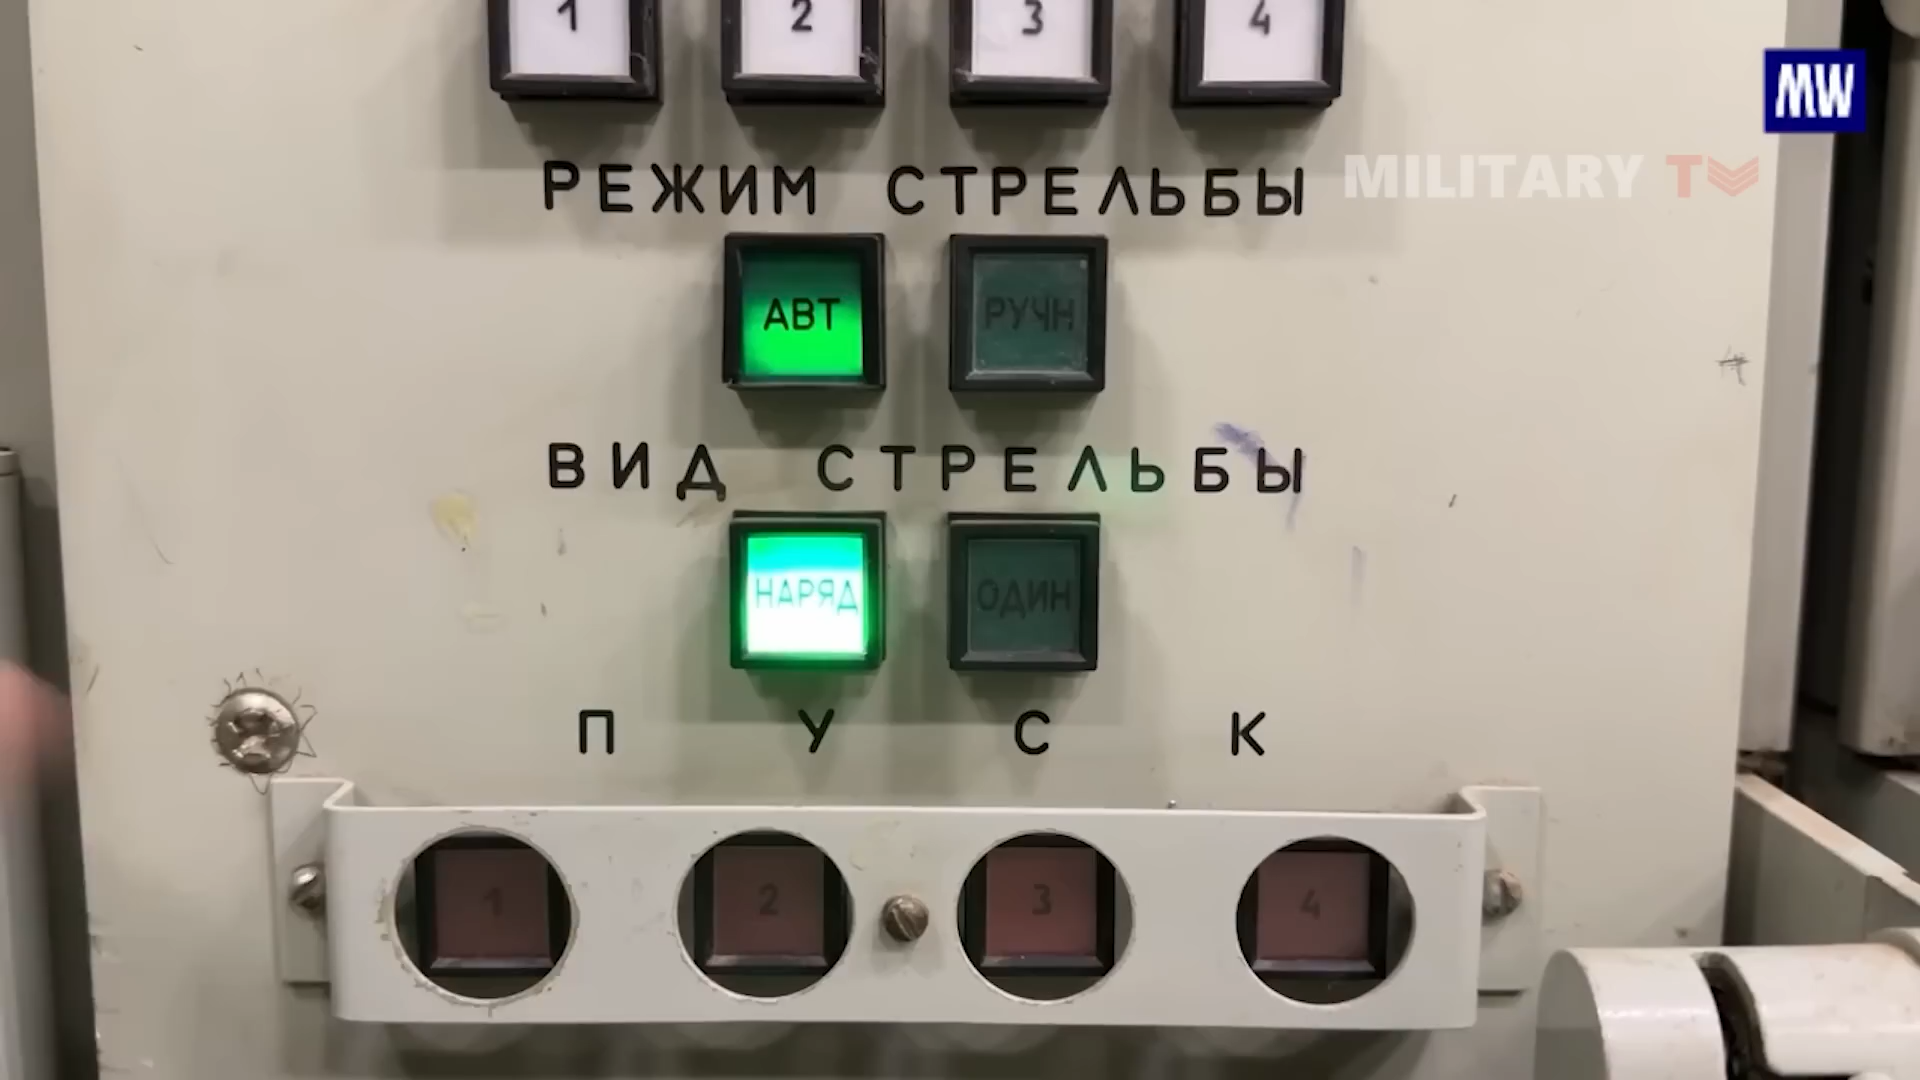 1 2 3 4
MW
РЕЖИМ СТРЕЛЬБЫ
MILITARY TV
АВТ РУЧН
ВИД СТРЕЛЬБЫ
НАРЯД ОДИН
П У С К
1 2 3 4